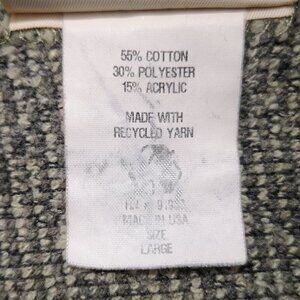 55% COTTON
30% POLYESTER
15% ACRYLIC
MADE WITH
RECYCLED YARN
MADE IN USA
SIZE
LARGE